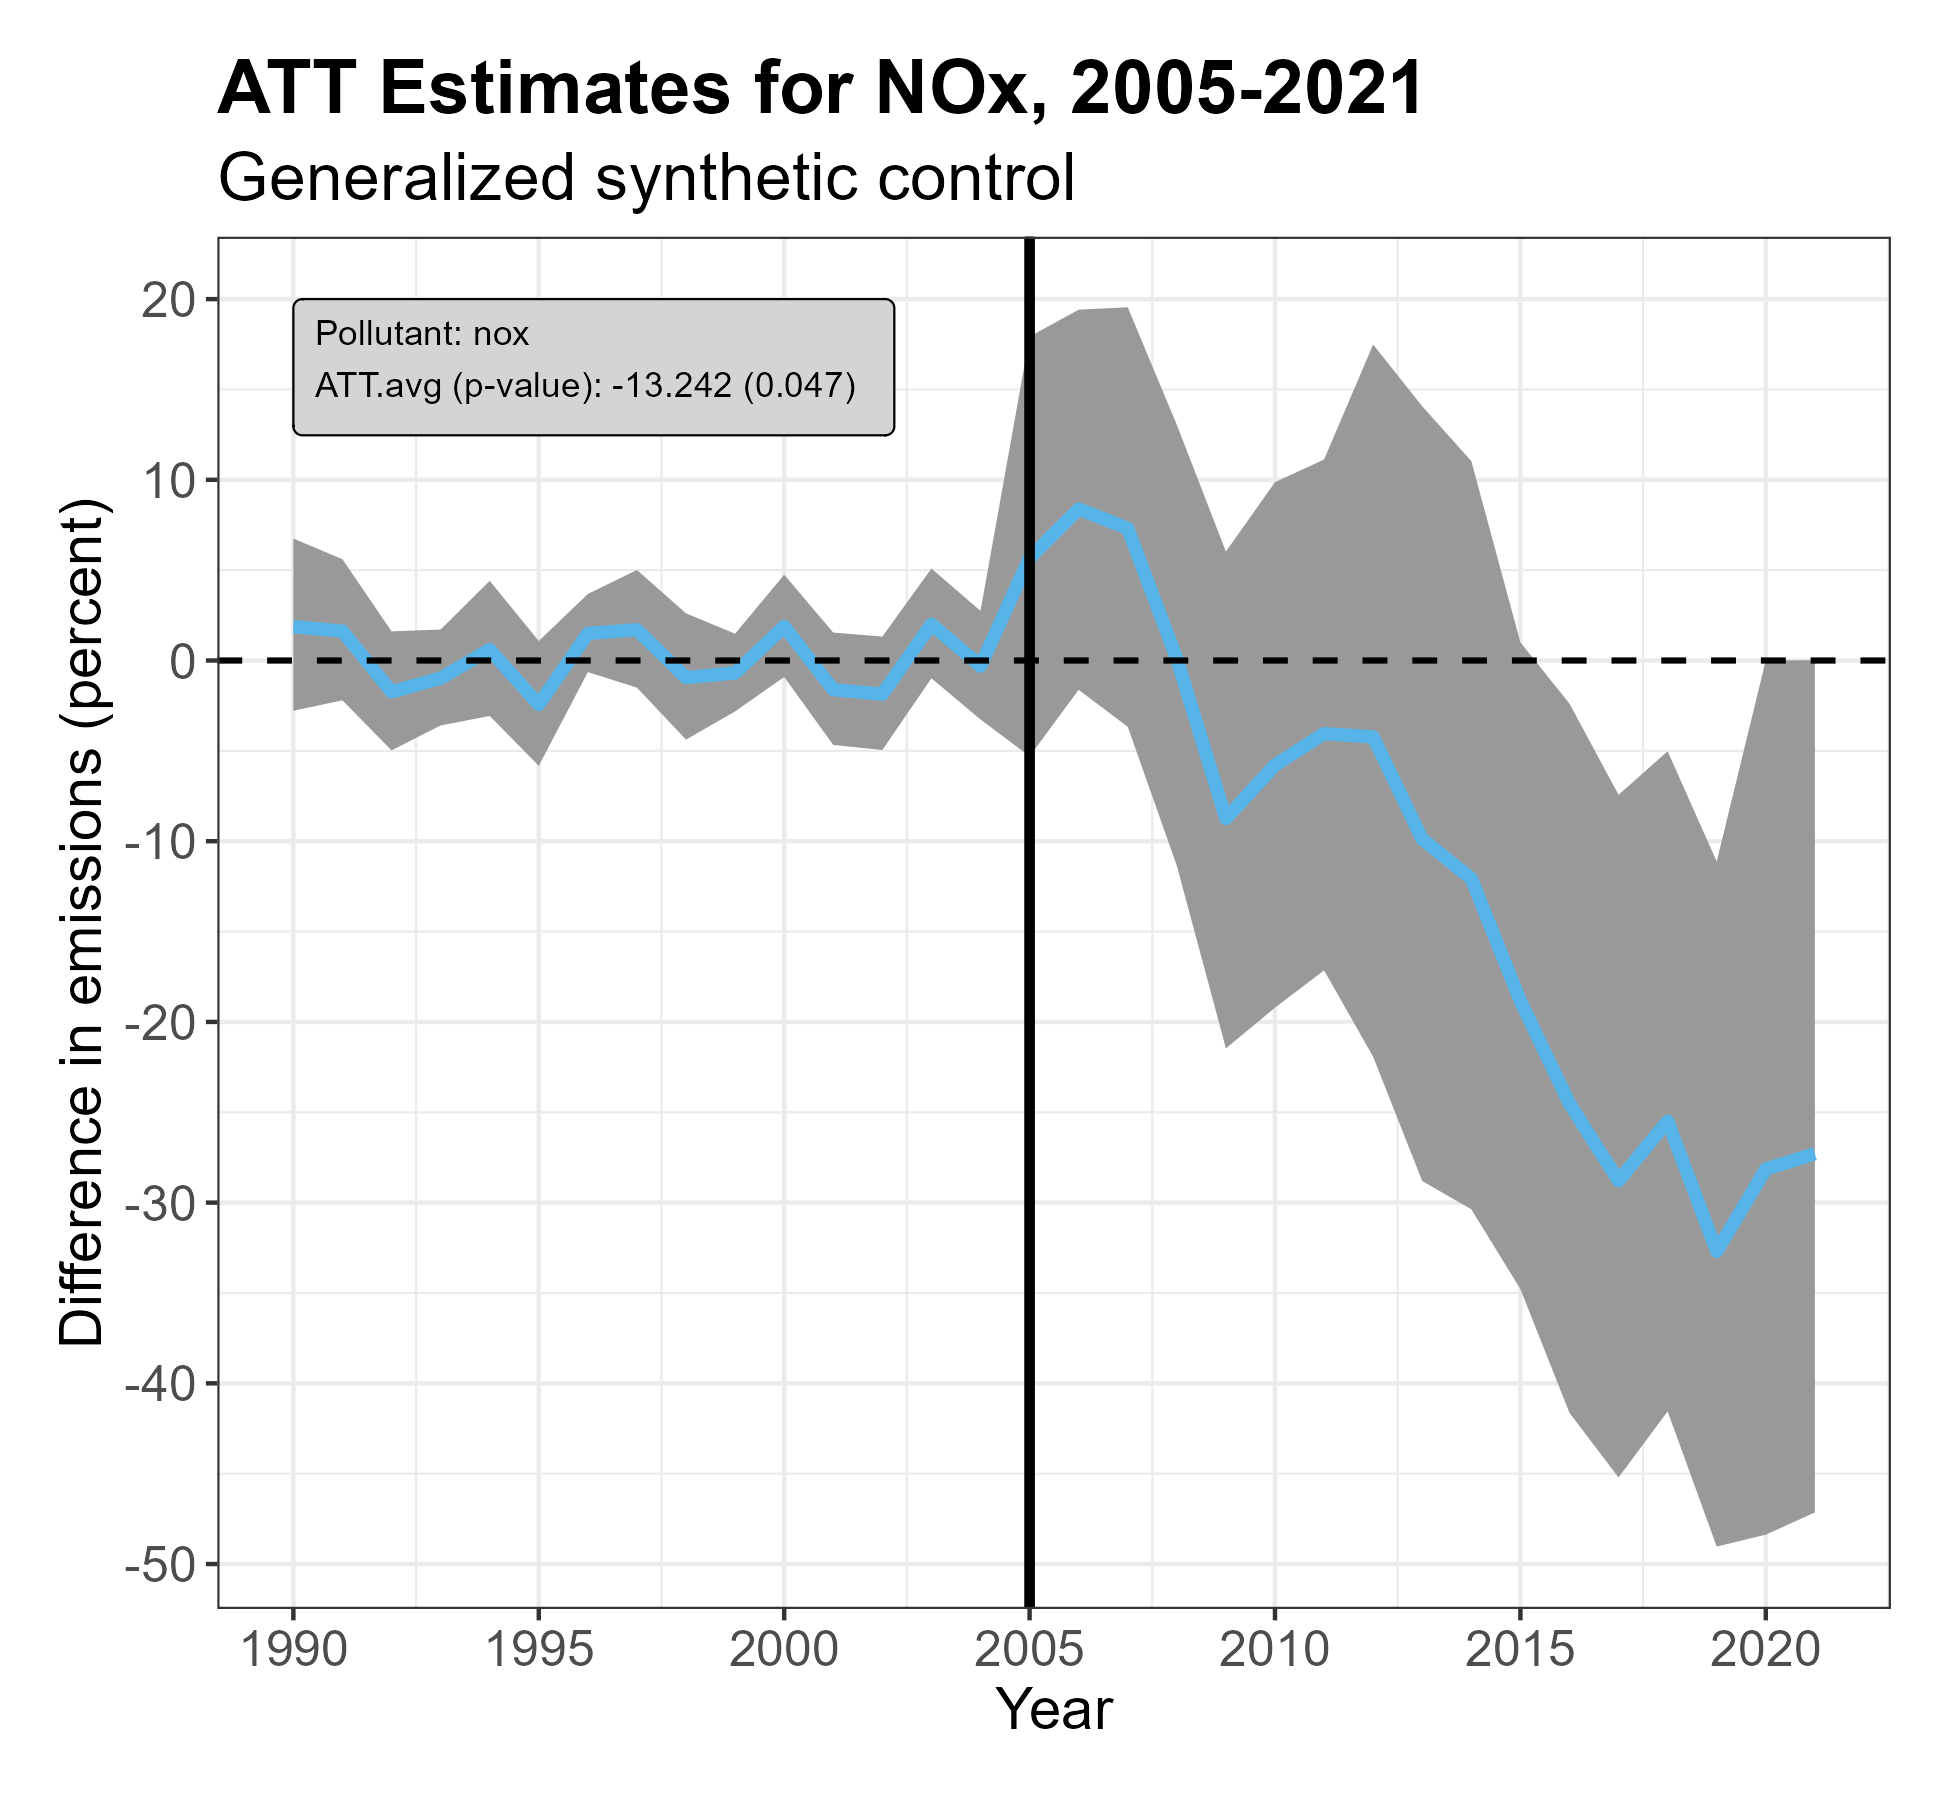 ATT Estimates for NOx, 2005-2021
Generalized synthetic control
Pollutant: nox
ATT.avg (p-value): -13.242 (0.047)
Difference in emissions (percent)
20
10
0
-10
-20
-30
-40
-50
1990 1995 2000 2005 2010 2015 2020
Year